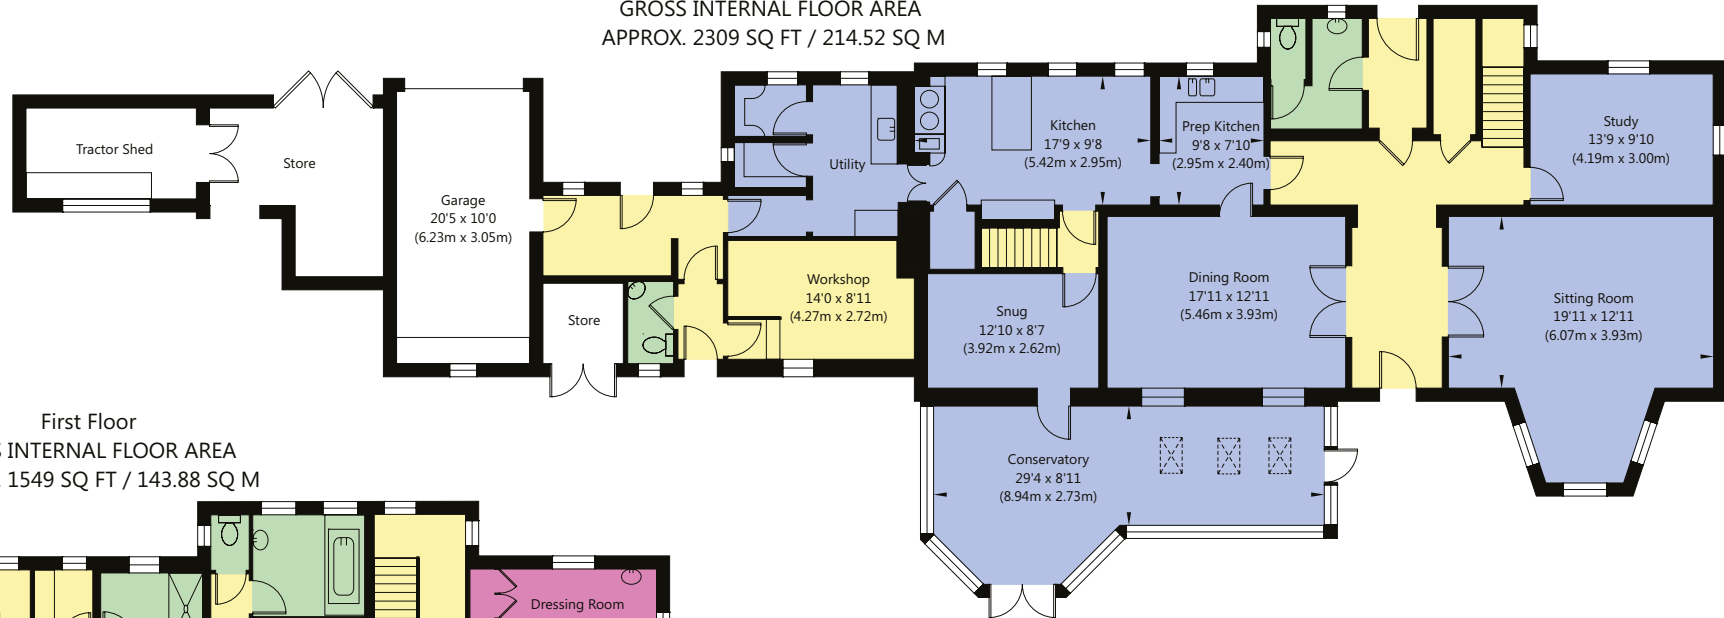 GROSS INTERNAL FLOOR AREA
APPROX. 2309 SQ FT / 214.52 SQ M
Tractor Shed
Store
Garage
20'5 x 10'0
(6.23m x 3.05m)
Utility
Kitchen
17'9 x 9'8
(5.42m x 2.95m)
Prep Kitchen
9'8 x 7'10
(2.95m x 2.40m)
Study
13'9 x 9'10
(4.19m x 3.00m)
Store
Workshop
14'0 x 8'11
(4.27m x 2.72m)
Snug
12'10 x 8'7
(3.92m x 2.62m)
Dining Room
17'11 x 12'11
(5.46m x 3.93m)
Sitting Room
19'11 x 12'11
(6.07m x 3.93m)
Conservatory
29'4 x 8'11
(8.94m x 2.73m)
First Floor
INTERNAL FLOOR AREA
1549 SQ FT / 143.88 SQ M
Dressing Room